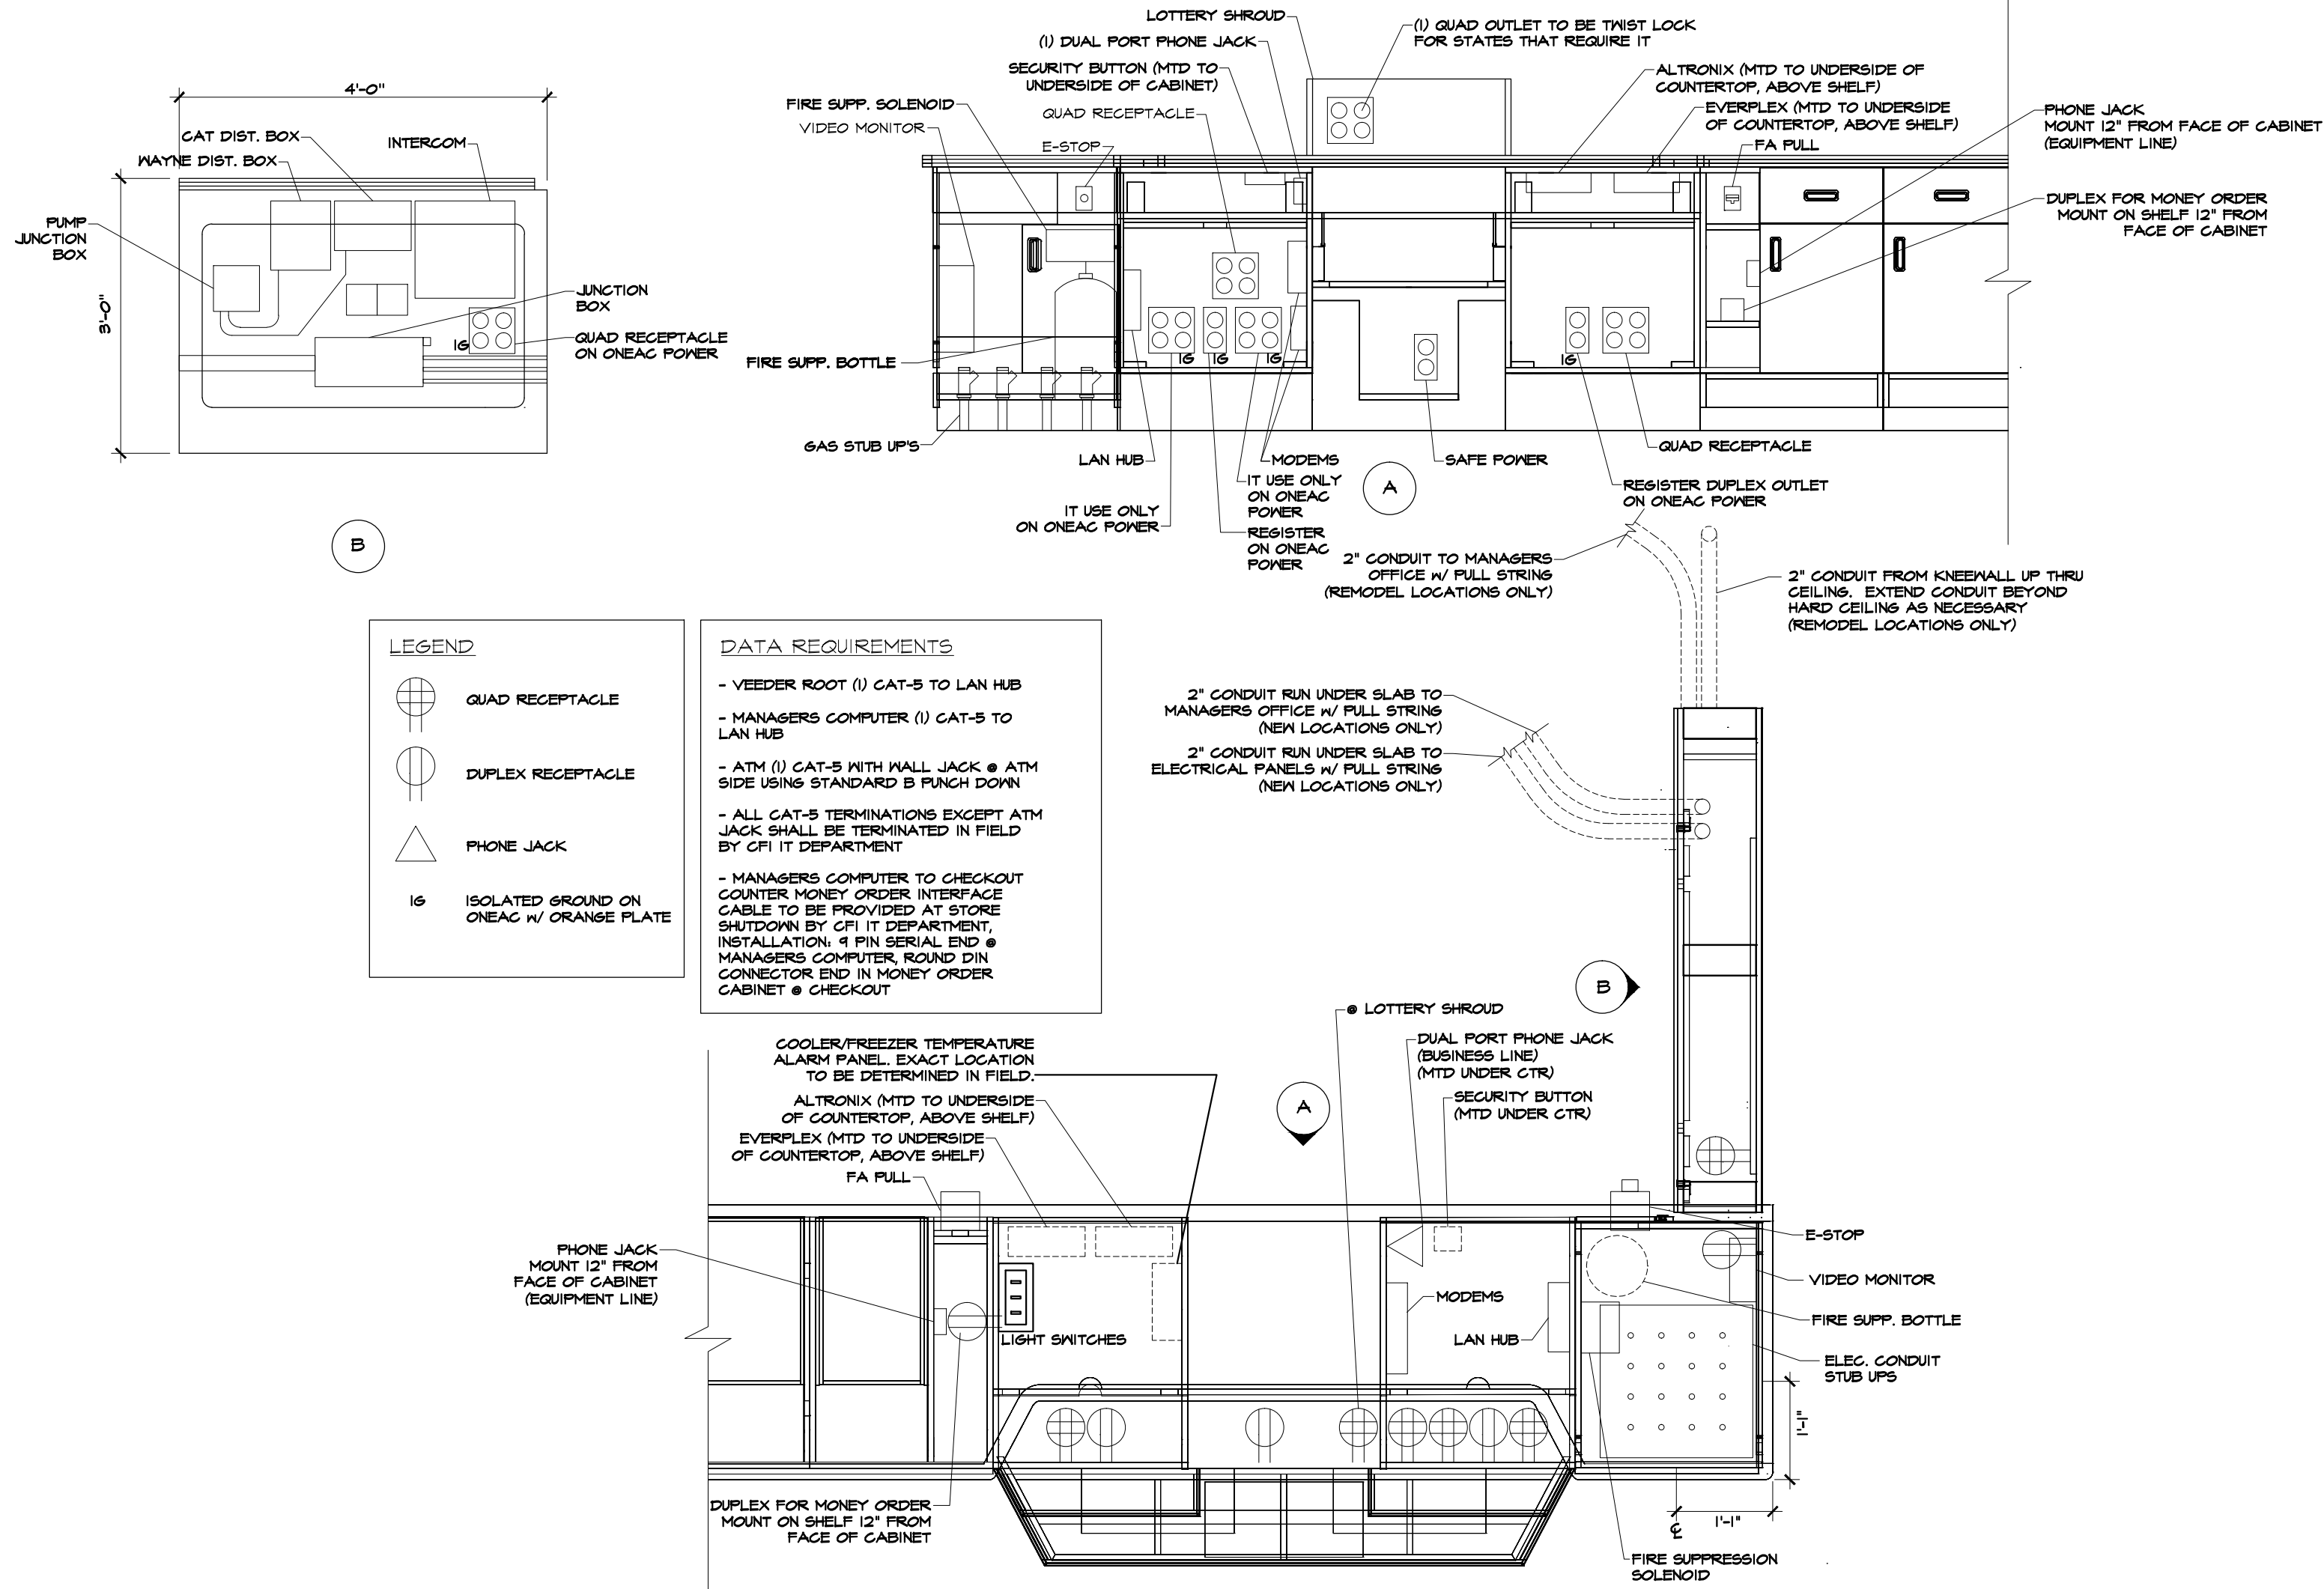 4'-0"
CAT DIST. BOX
INTERCOM
WAYNE DIST. BOX
PUMP
JUNCTION
BOX
3'-0"
JUNCTION
BOX
IG
QUAD RECEPTACLE
ON ONEAC POWER
B
LOTTERY SHROUD
(1) DUAL PORT PHONE JACK
SECURITY BUTTON (MTD TO
UNDERSIDE OF CABINET)
FIRE SUPP. SOLENOID
QUAD RECEPTACLE
VIDEO MONITOR
E-STOP
(1) QUAD OUTLET TO BE TWIST LOCK
FOR STATES THAT REQUIRE IT
ALTRONIX (MTD TO UNDERSIDE OF
COUNTERTOP, ABOVE SHELF)
EVERPLEX (MTD TO UNDERSIDE
OF COUNTERTOP, ABOVE SHELF)
FA PULL
PHONE JACK
MOUNT 12" FROM FACE OF CABINET
(EQUIPMENT LINE)
DUPLEX FOR MONEY ORDER
MOUNT ON SHELF 12" FROM
FACE OF CABINET
FIRE SUPP. BOTTLE
IG
IG
IG
IG
GAS STUB UP'S
LAN HUB
MODEMS
SAFE POWER
QUAD RECEPTACLE
IT USE ONLY
ON ONEAC
POWER
A
REGISTER DUPLEX OUTLET
ON ONEAC POWER
IT USE ONLY
ON ONEAC POWER
REGISTER
ON ONEAC
POWER
2" CONDUIT TO MANAGERS
OFFICE W/ PULL STRING
(REMODEL LOCATIONS ONLY)
2" CONDUIT FROM KNEEWALL UP THRU
CEILING. EXTEND CONDUIT BEYOND
HARD CEILING AS NECESSARY
(REMODEL LOCATIONS ONLY)
LEGEND
QUAD RECEPTACLE
DUPLEX RECEPTACLE
PHONE JACK
IG
ISOLATED GROUND ON
ONEAC W/ ORANGE PLATE
DATA REQUIREMENTS
- VEEDER ROOT (1) CAT-5 TO LAN HUB
- MANAGERS COMPUTER (1) CAT-5 TO
LAN HUB
- ATM (1) CAT-5 WITH WALL JACK @ ATM
SIDE USING STANDARD B PUNCH DOWN
- ALL CAT-5 TERMINATIONS EXCEPT ATM
JACK SHALL BE TERMINATED IN FIELD
BY CFI IT DEPARTMENT
- MANAGERS COMPUTER TO CHECKOUT
COUNTER MONEY ORDER INTERFACE
CABLE TO BE PROVIDED AT STORE
SHUTDOWN BY CFI IT DEPARTMENT,
INSTALLATION: 9 PIN SERIAL END @
MANAGERS COMPUTER, ROUND DIN
CONNECTOR END IN MONEY ORDER
CABINET @ CHECKOUT
2" CONDUIT RUN UNDER SLAB TO
MANAGERS OFFICE W/ PULL STRING
(NEW LOCATIONS ONLY)
2" CONDUIT RUN UNDER SLAB TO
ELECTRICAL PANELS W/ PULL STRING
(NEW LOCATIONS ONLY)
B
@ LOTTERY SHROUD
COOLER/FREEZER TEMPERATURE
ALARM PANEL. EXACT LOCATION
TO BE DETERMINED IN FIELD.
ALTRONIX (MTD TO UNDERSIDE
OF COUNTERTOP, ABOVE SHELF)
EVERPLEX (MTD TO UNDERSIDE
OF COUNTERTOP, ABOVE SHELF)
FA PULL
A
DUAL PORT PHONE JACK
(BUSINESS LINE)
(MTD UNDER CTR)
SECURITY BUTTON
(MTD UNDER CTR)
PHONE JACK
MOUNT 12" FROM
FACE OF CABINET
(EQUIPMENT LINE)
LIGHT SWITCHES
MODEMS
LAN HUB
E-STOP
VIDEO MONITOR
FIRE SUPP. BOTTLE
ELEC. CONDUIT
STUB UPS
1'-1"
DUPLEX FOR MONEY ORDER
MOUNT ON SHELF 12" FROM
FACE OF CABINET
℄
1'-1"
FIRE SUPPRESSION
SOLENOID